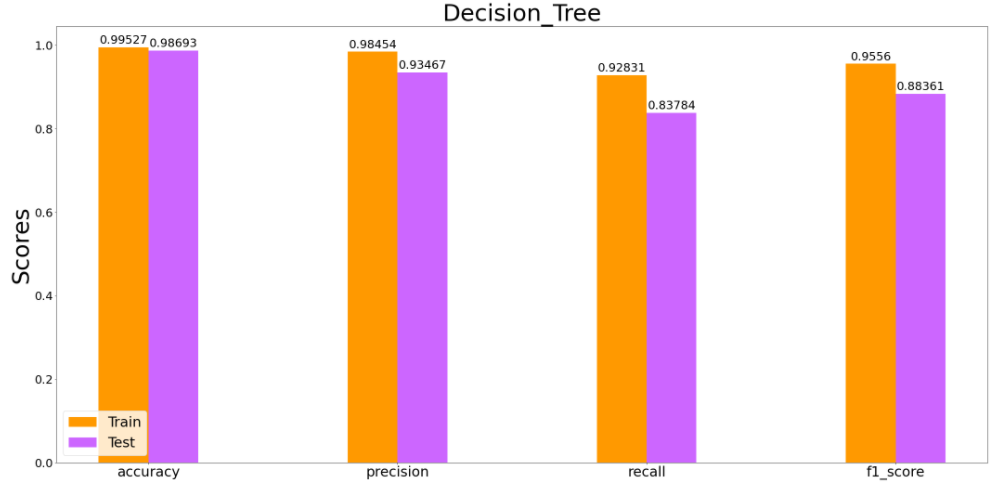 Decision_Tree
Scores
1.0
0.8
0.6
0.4
0.2
0.0
0.99527
0.98693
0.98454
0.93467
0.92831
0.83784
0.9556
0.88361
Train
Test
accuracy
precision
recall
f1_score